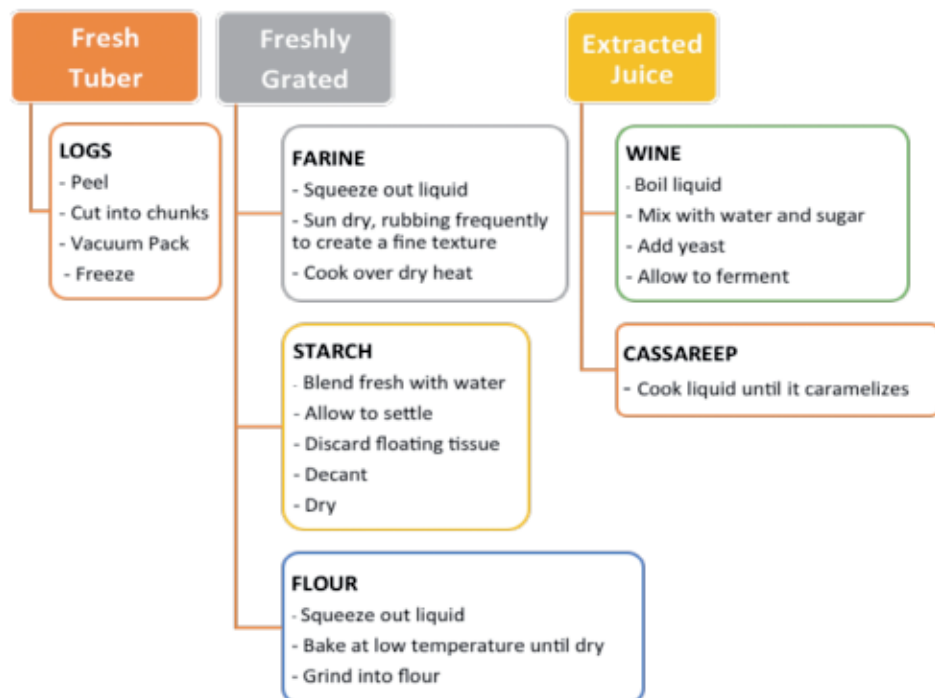 Fresh
Tuber
LOGS
- Peel
- Cut into chunks
- Vacuum Pack
- Freeze
Freshly
Grated
FARINE
- Squeeze out liquid
- Sun dry, rubbing frequently
to create a fine texture
- Cook over dry heat
STARCH
- Blend fresh with water
- Allow to settle
- Discard floating tissue
- Decant
- Dry
FLOUR
- Squeeze out liquid
- Bake at low temperature until dry
- Grind into flour
Extracted
Juice
WINE
- Boil liquid
- Mix with water and sugar
- Add yeast
- Allow to ferment
CASSAREEP
- Cook liquid until it caramelizes